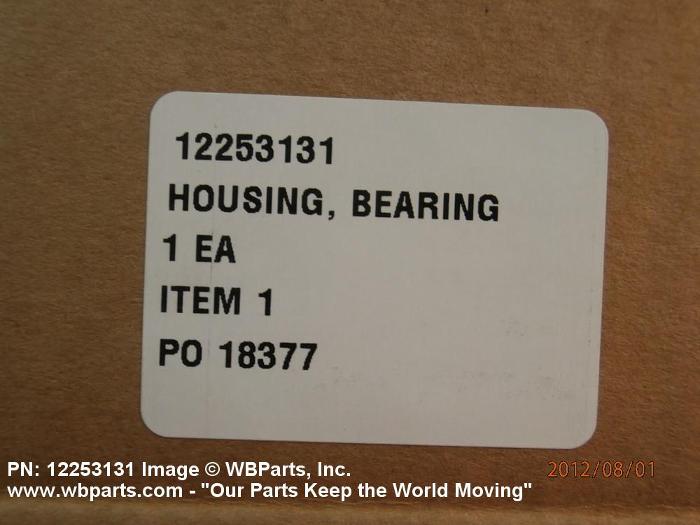 12253131
HOUSING, BEARING
1 EA
ITEM 1
PO 18377
PN: 12253131 Image © WBParts, Inc.
2012/08/01
www.wbparts.com - "Our Parts Keep the World Moving"